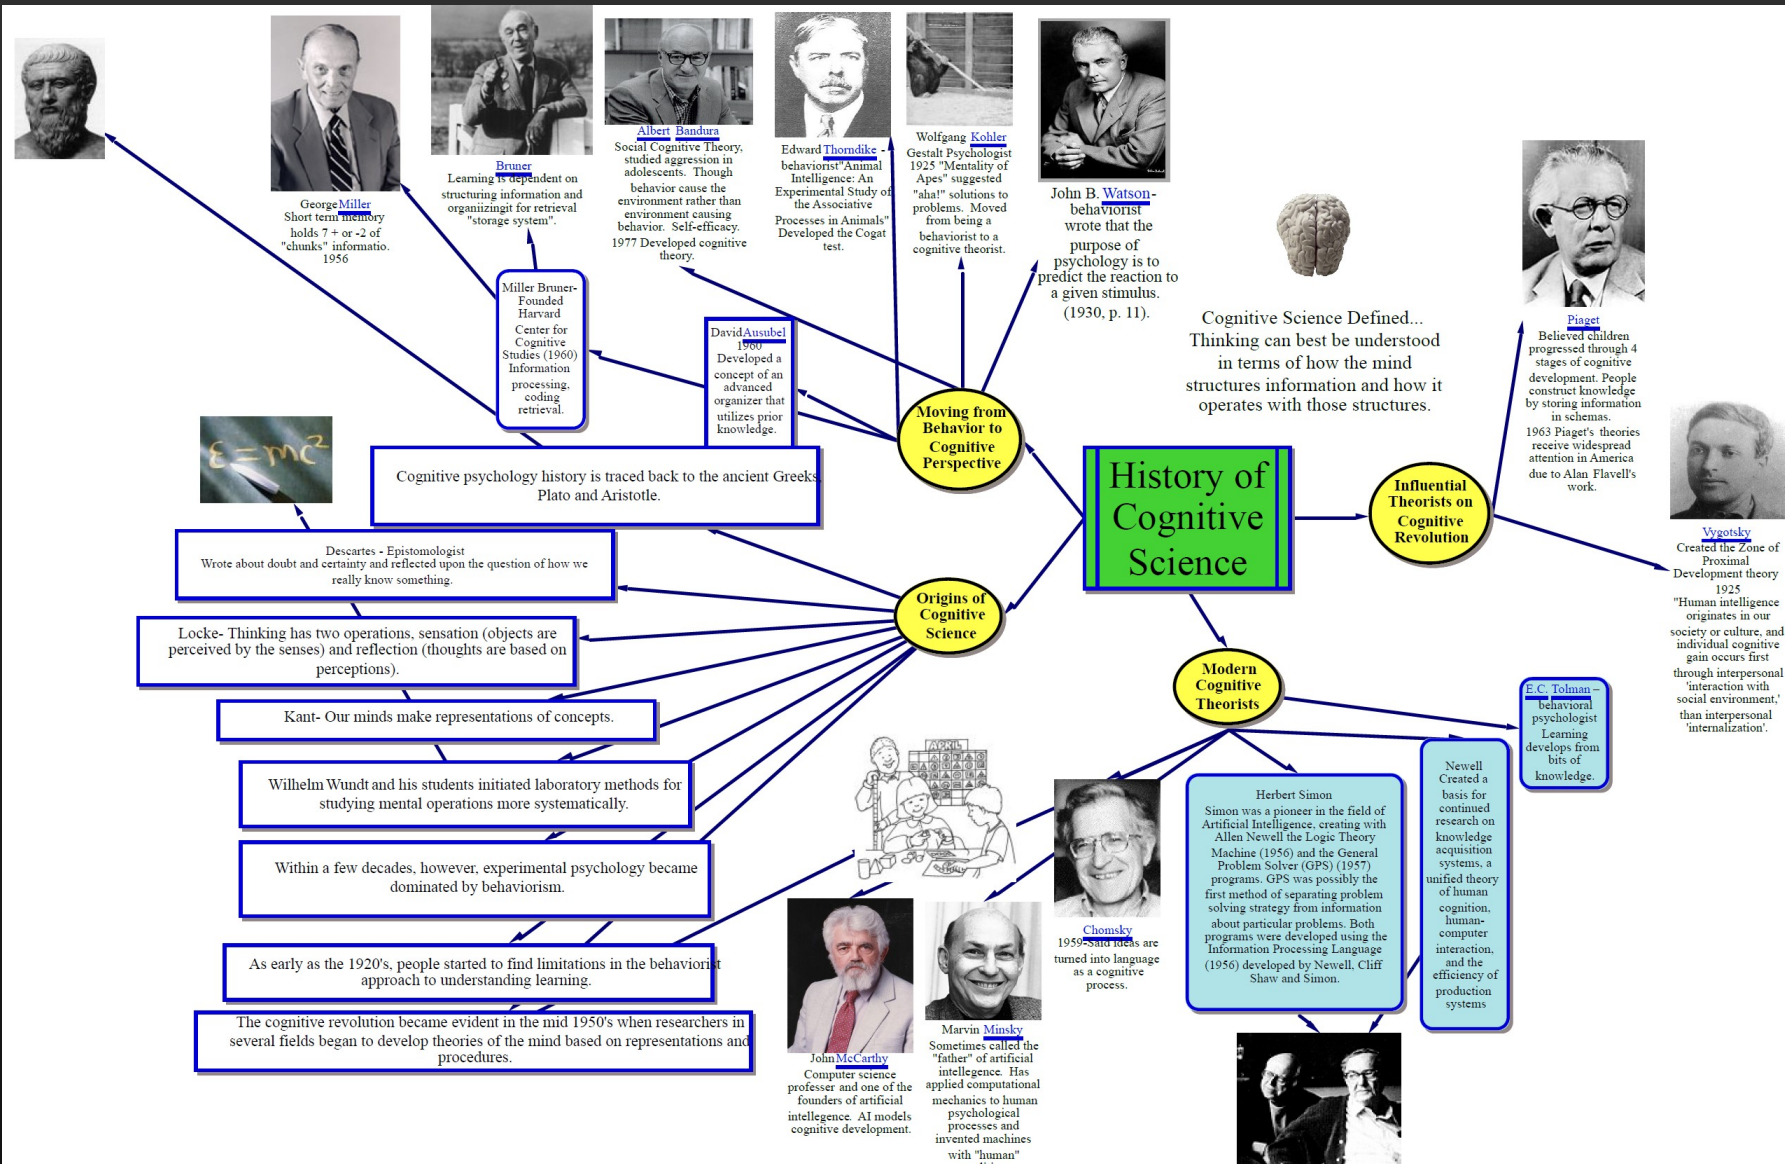 George Miller
Short term memory
holds 7 + or -2 of
"chunks" informatio.
1956
Bruner
Learning is dependent on
structuring information and
organiizingit for retrieval
"storage system".
Albert Bandura
Social Cognitive Theory,
studied aggression in
adolescents. Though
behavior cause the
environment rather than
environment causing
behavior. Self-efficacy.
1977 Developed cognitive
theory.
Edward Thorndike -
behaviorist"Animal
Intelligence: An
Experimental Study of
the Associative
Processes in Animals"
Developed the Cogat
test.
Wolfgang Kohler
Gestalt Psychologist
1925 "Mentality of
Apes" suggested
"aha!" solutions to
problems. Moved
from being a
behaviorist to a
cognitive theorist.
John B. Watson-
behaviorist
wrote that the
purpose of
psychology is to
predict the reaction to
a given stimulus.
(1930, p. 11).
Cognitive Science Defined...
Thinking can best be understood
in terms of how the mind
structures information and how it
operates with those structures.
Piaget
Believed children
progressed through 4
stages of cognitive
development. People
construct knowledge
by storing information
in schemas.
1963 Piaget's theories
receive widespread
attention in America
due to Alan Flavell's
work.
Vygotsky
Created the Zone of
Proximal
Development theory
1925
"Human intelligence
originates in our
society or culture, and
individual cognitive
gain occurs first
through interpersonal
'interaction with
social environment,'
than interpersonal
'internalization'.
Miller Bruner-
Founded
Harvard
Center for
Cognitive
Studies (1960)
Information
processing,
coding
retrieval.
David Ausubel
1960
Developed a
concept of an
advanced
organizer that
utilizes prior
knowledge.
Moving from
Behavior to
Cognitive
Perspective
History of
Cognitive
Science
Influential
Theorists on
Cognitive
Revolution
ε=mc²
Cognitive psychology history is traced back to the ancient Greeks,
Plato and Aristotle.
Descartes - Epistomologist
Wrote about doubt and certainty and reflected upon the question of how we
really know something.
Locke- Thinking has two operations, sensation (objects are
perceived by the senses) and reflection (thoughts are based on
perceptions).
Kant- Our minds make representations of concepts.
Wilhelm Wundt and his students initiated laboratory methods for
studying mental operations more systematically.
Within a few decades, however, experimental psychology became
dominated by behaviorism.
As early as the 1920's, people started to find limitations in the behaviorist
approach to understanding learning.
The cognitive revolution became evident in the mid 1950's when researchers in
several fields began to develop theories of the mind based on representations and
procedures.
Origins of
Cognitive
Science
Modern
Cognitive
Theorists
APRIL
John McCarthy
Computer science
professer and one of the
founders of artificial
intellegence. AI models
cognitive development.
Marvin Minsky
Sometimes called the
"father" of artificial
intellegence. Has
applied computational
mechanics to human
psychological
processes and
invented machines
with "human"
Chomsky
1959-Said ideas are
turned into language
as a cognitive
process.
Herbert Simon
Simon was a pioneer in the field of
Artificial Intelligence, creating with
Allen Newell the Logic Theory
Machine (1956) and the General
Problem Solver (GPS) (1957)
programs. GPS was possibly the
first method of separating problem
solving strategy from information
about particular problems. Both
programs were developed using the
Information Processing Language
(1956) developed by Newell, Cliff
Shaw and Simon.
Newell
Created a
basis for
continued
research on
knowledge
acquisition
systems, a
unified theory
of human
cognition,
human-
computer
interaction,
and the
efficiency of
production
systems
E.C. Tolman –
behavioral
psychologist
Learning
develops from
bits of
knowledge.